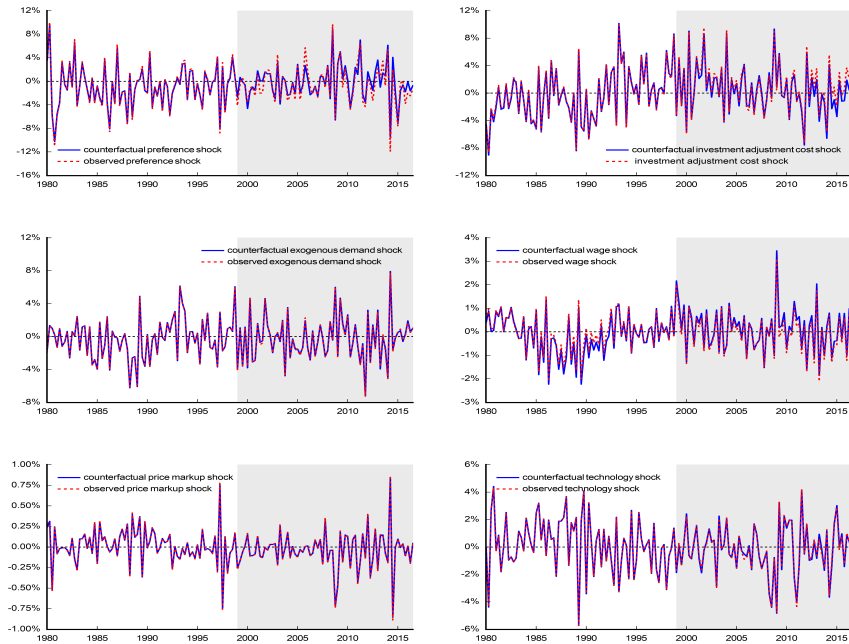 12%
8%
4%
0%
-4%
-8%
-12%
-16%
counterfactual preference shock
observed preference shock
1980 1985 1990 1995 2000 2005 2010 2015
12%
8%
4%
0%
-4%
-8%
-12%
counterfactual investment adjustment cost shock
investment adjustment cost shock
1980 1985 1990 1995 2000 2005 2010 2015
12%
8%
4%
0%
-4%
-8%
counterfactual exogenous demand shock
observed exogenous demand shock
1980 1985 1990 1995 2000 2005 2010 2015
4%
3%
2%
1%
0%
-1%
-2%
-3%
counterfactual wage shock
observed wage shock
1980 1985 1990 1995 2000 2005 2010 2015
1.00%
0.75%
0.50%
0.25%
0.00%
-0.25%
-0.50%
-0.75%
-1.00%
counterfactual price markup shock
observed price markup shock
1980 1985 1990 1995 2000 2005 2010 2015
6%
4%
2%
0%
-2%
-4%
-6%
counterfactual technology shock
observed technology shock
1980 1985 1990 1995 2000 2005 2010 2015